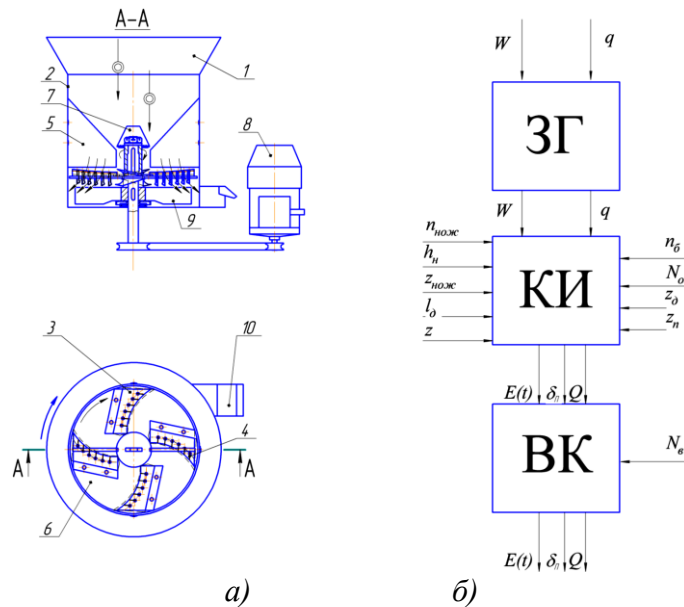 А–А
1
2
7
5
8
9
3
10
4
А
А
6
а)
W
q
ЗГ
W
q
n_нож
h_н
z_нож
l_д
z
КИ
n_б
N_о
z_д
z_п
E(t)
δ_п
Q
ВК
N_в
E(t)
δ_п
Q
б)